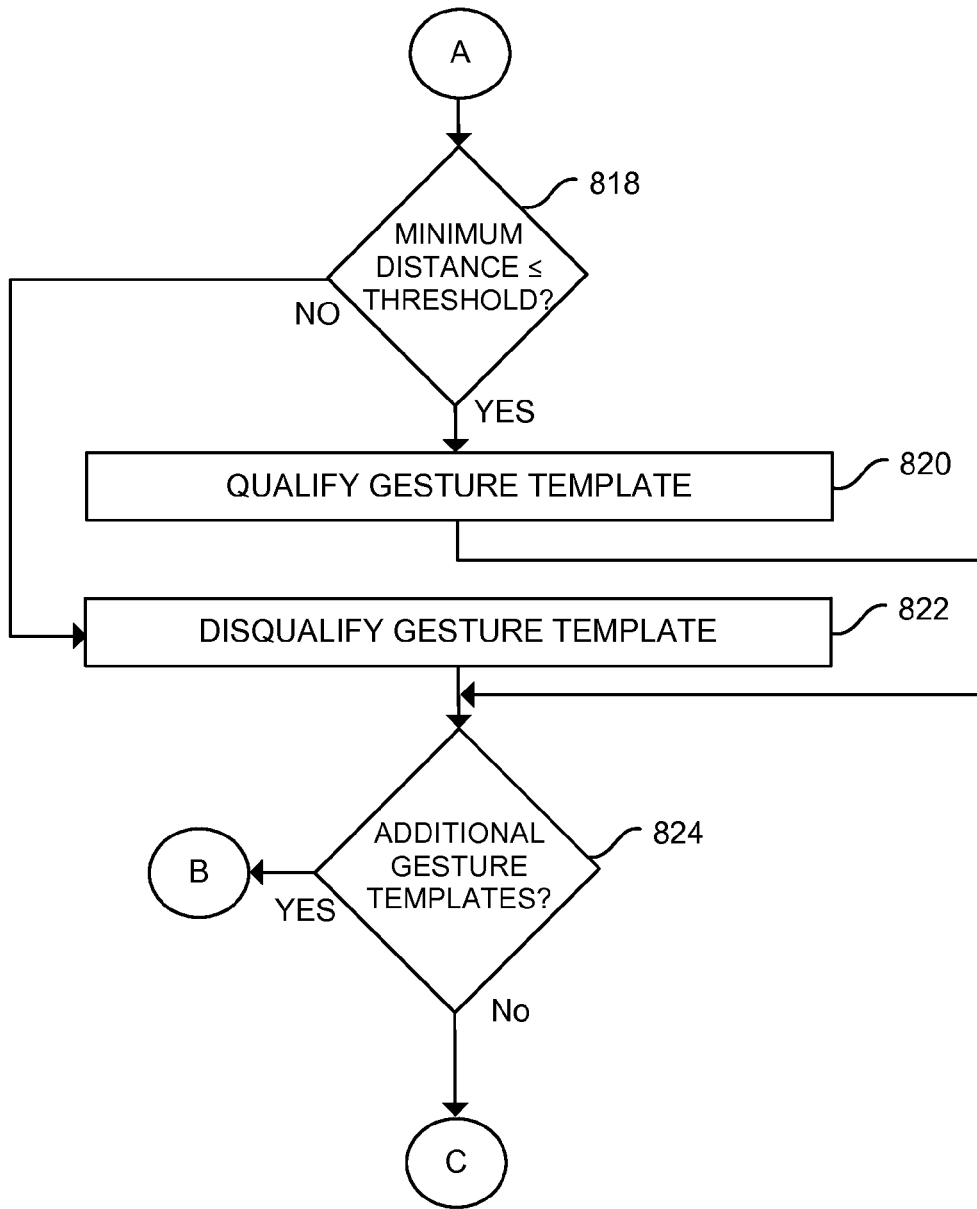 A
818
MINIMUM
DISTANCE ≤
THRESHOLD?
NO
YES
820
QUALIFY GESTURE TEMPLATE
822
DISQUALIFY GESTURE TEMPLATE
824
ADDITIONAL
GESTURE
TEMPLATES?
B
YES
No
C